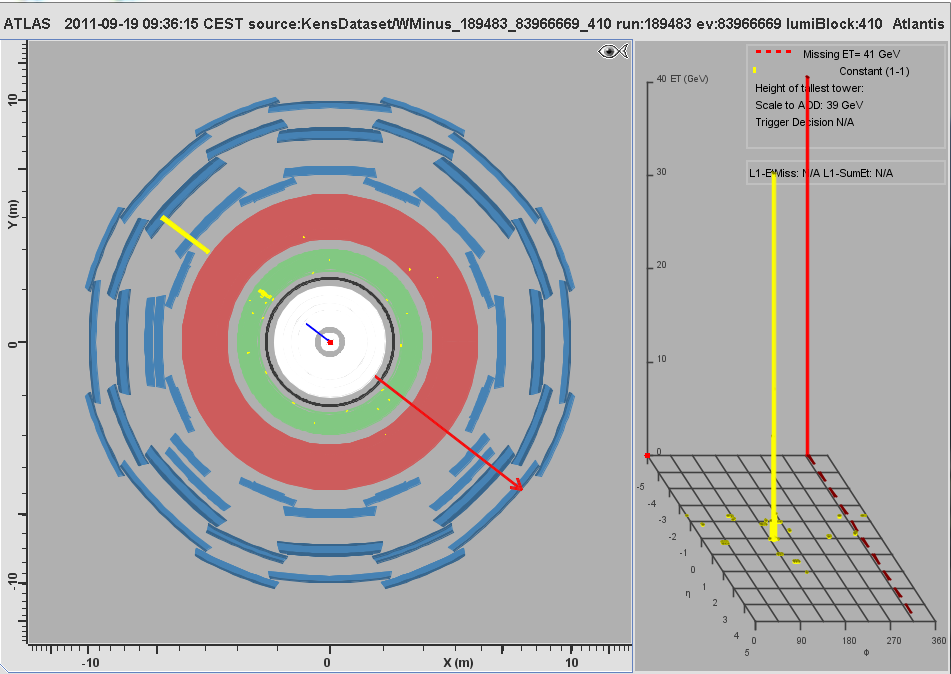 ATLAS 2011-09-19 09:36:15 CEST source:KensDataset/WMinus_189483_83966669_410 run:189483 ev:83966669 lumiBlock:410 Atlantis
10
0
-10
Y (m)
-10
0
X (m)
10
Missing ET= 41 GeV
Constant (1-1)
Height of tallest tower:
Scale to AOD: 39 GeV
Trigger Decision N/A
L1-EtMiss: N/A L1-SumEt: N/A
40 ET (GeV)
30
20
10
0
-5
-4
-3
-2
-1
0
1
2
3
4
5
η
0
90
180
270
360
Φ